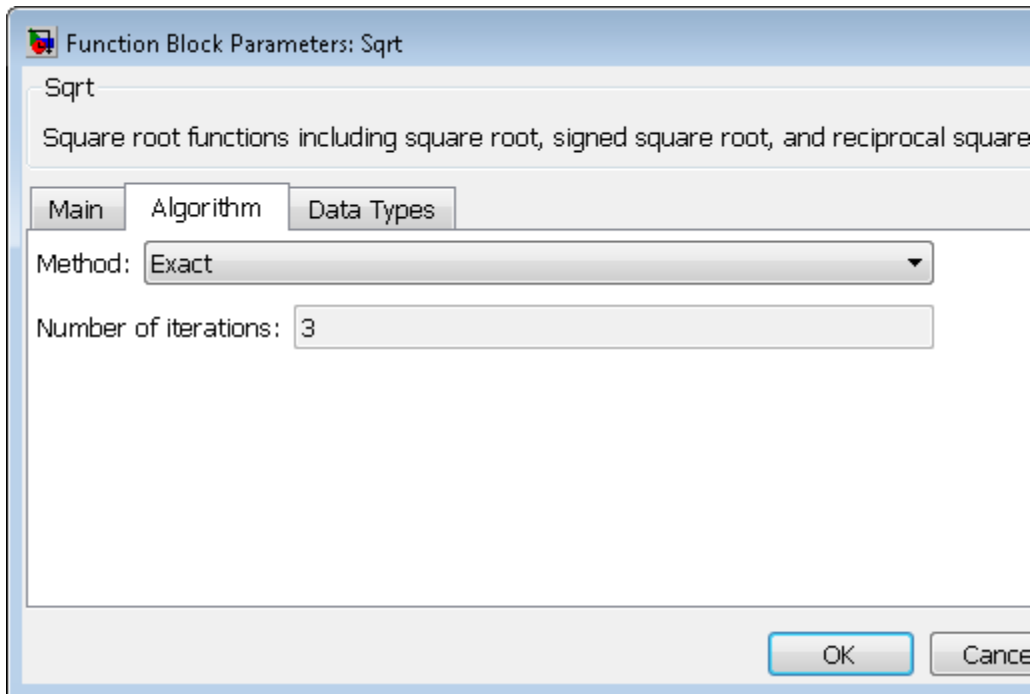 Function Block Parameters: Sqrt
Sqrt
Square root functions including square root, signed square root, and reciprocal square
Main Algorithm Data Types
Method: Exact
Number of iterations: 3
OK Cance